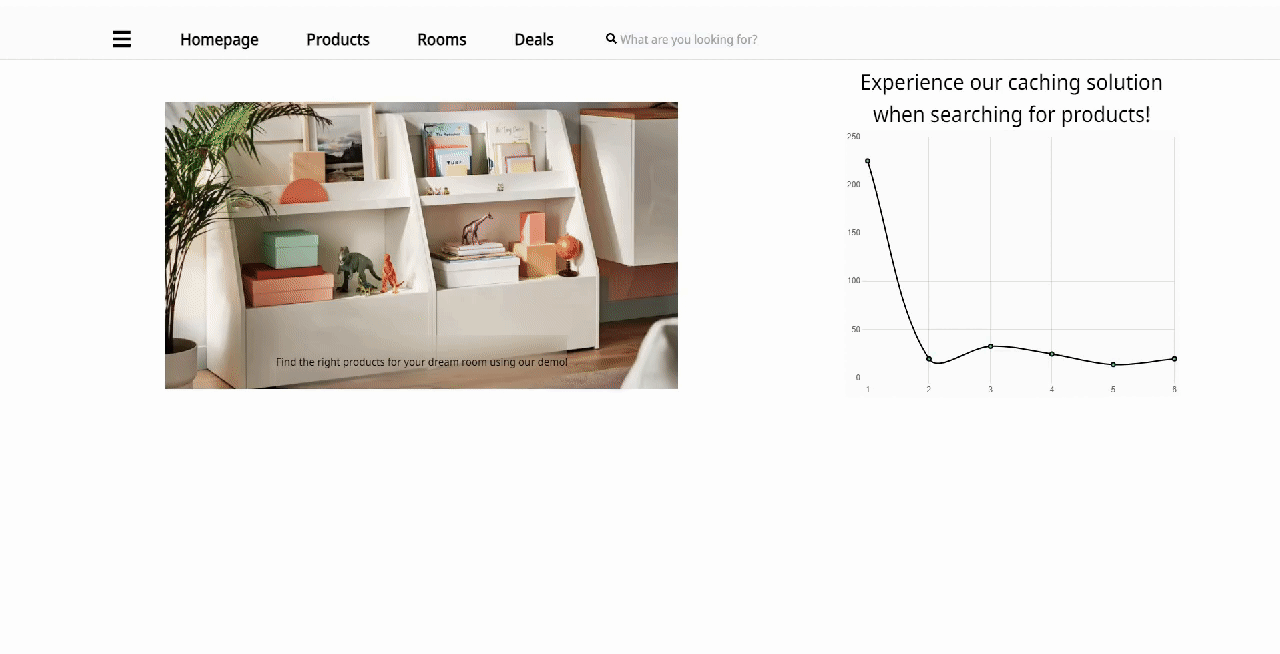 Homepage Products Rooms Deals What are you looking for?
Experience our caching solution
when searching for products!
Find the right products for your dream room using our demo!
250
200
150
100
50
0
1 2 3 4 5 6